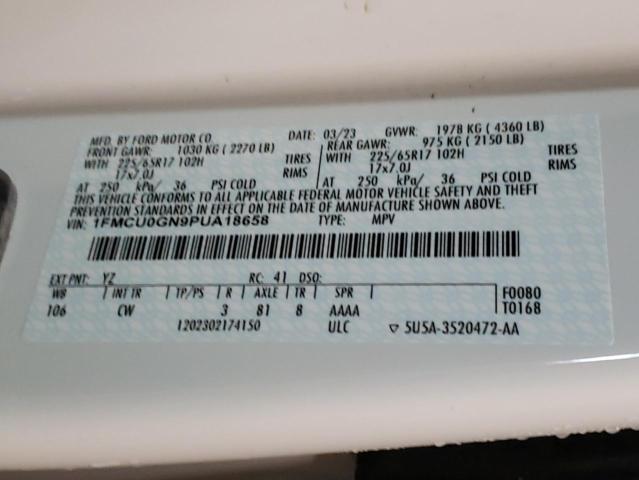 MFD. BY FORD MOTOR CO. DATE: 03/23 GVWR: 1978 KG ( 4360 LB)
FRONT GAWR: 1030 KG ( 2270 LB) REAR GAWR: 975 KG ( 2150 LB)
WITH 225/65R17 102H TIRES WITH 225/65R17 102H TIRES
17x7.0J RIMS 17x7.0J RIMS
AT 250 kPa/ 36 PSI COLD AT 250 kPa/ 36 PSI COLD
THIS VEHICLE CONFORMS TO ALL APPLICABLE FEDERAL MOTOR VEHICLE SAFETY AND THEFT
PREVENTION STANDARDS IN EFFECT ON THE DATE OF MANUFACTURE SHOWN ABOVE.
VIN: 1FMCU0GN9PUA18658 TYPE: MPV
EXT PNT: YZ RC: 41 DSO:
WB INT TR TP/PS R AXLE TR SPR F0080
106 CW 3 81 8 AAAA T0168
1202302174150 ULC ▽ 5U5A-3520472-AA